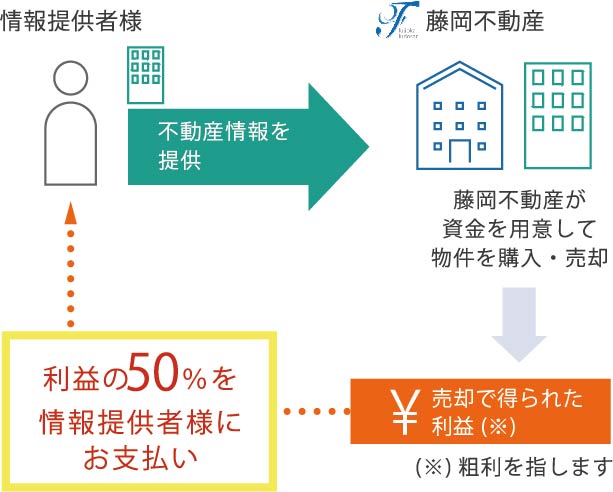 情報提供者様
藤岡不動産
不動産情報を
提供
藤岡不動産が
資金を用意して
物件を購入・売却
¥ 売却で得られた
利益(※)
(※)粗利を指します
利益の50%を
情報提供者様に
お支払い